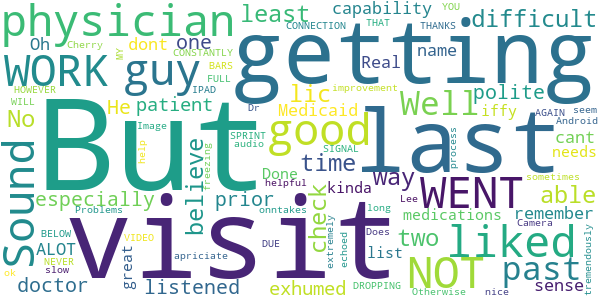 physician least capability difficult
Oh Cherry dont one CONNECTION THAT THANKS YOU
WORK guy MY CONSTANTLY BARS getting Real name
HOWEVER FULL lic Well polite
WILL IPAD Medicaid iffy
No He patient Dr improvement AGAIN seem
Image good Android
But SPRINT audio last cant
Sound help believe freezing SIGNAL time process needs
Done way sometimes
especially prior helpful kinda Lee WENT able
Problems onntakes check medications remember
visit extremely long Does two liked
BELOW ALOT VIDEO apriciate echoed list Camera past
NEVER great DUE NOT sense tremendously
slow listened exhumed DROPPING
ok doctor Otherwise nice